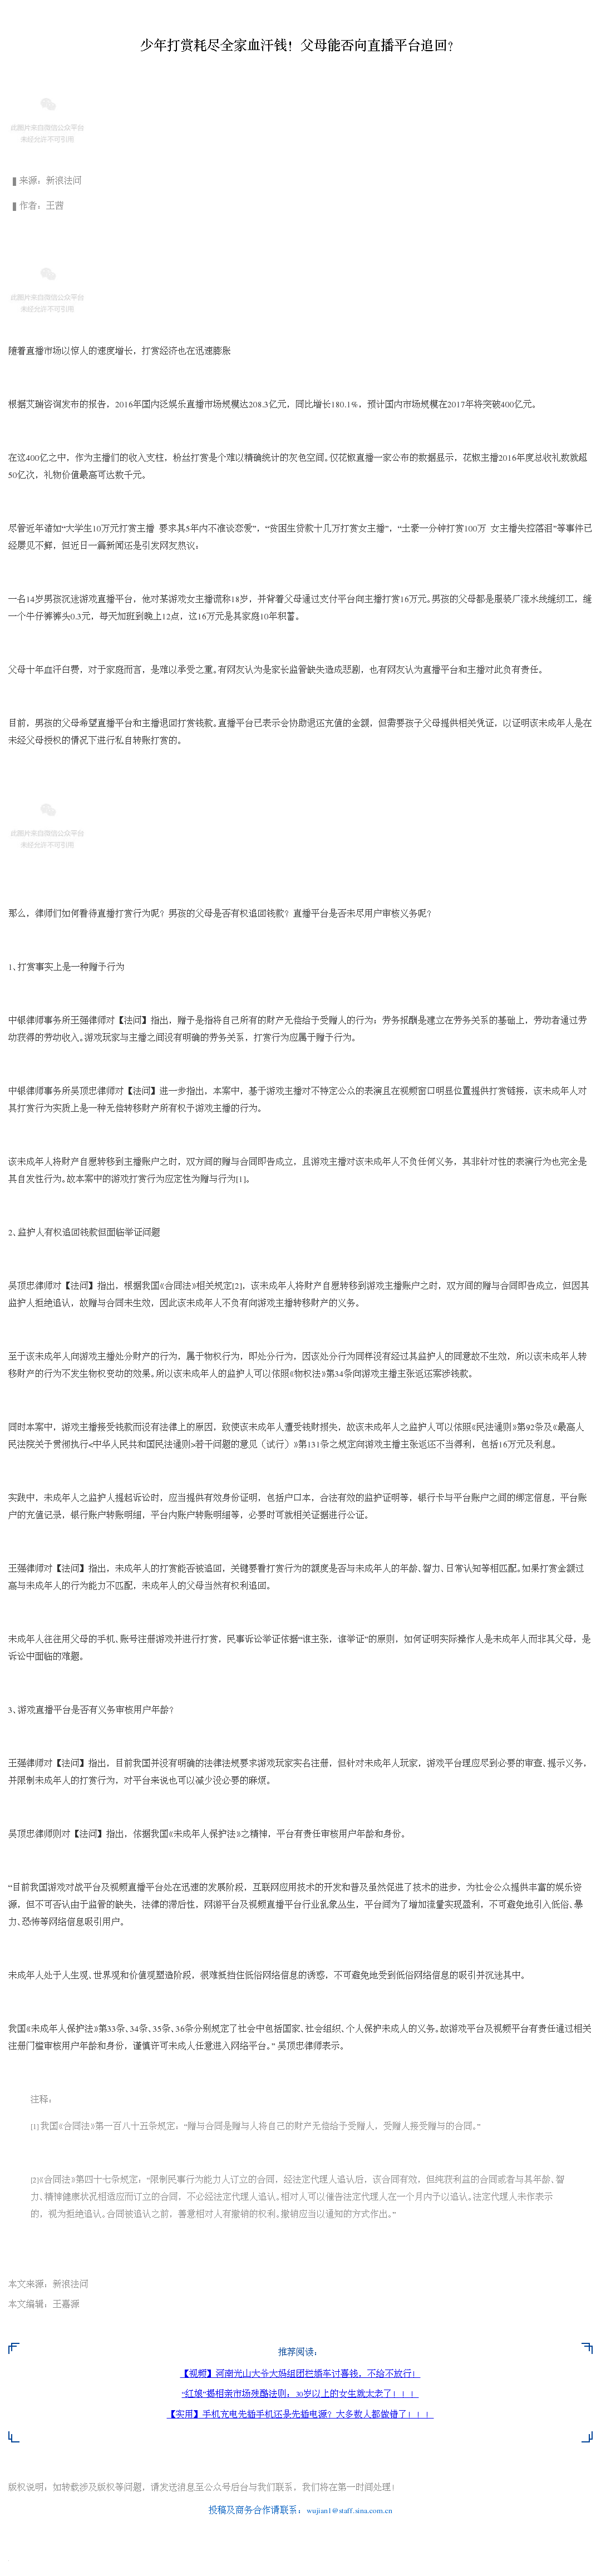 少年打赏耗尽全家血汗钱！父母能否向直播平台追回？
此图片来自微信公众平台
未经允许不可引用
来源：新浪法问
作者：王茜
此图片来自微信公众平台
未经允许不可引用
随着直播市场以惊人的速度增长，打赏经济也在迅速膨胀
根据艾瑞咨询发布的报告，2016年国内泛娱乐直播市场规模达208.3亿元，同比增长180.1%，预计国内市场规模在2017年将突破400亿元。
在这400亿之中，作为主播们的收入支柱，粉丝打赏是个难以精确统计的灰色空间。仅花椒直播一家公布的数据显示，花椒主播2016年度总收礼数就超
50亿次，礼物价值最高可达数千元。
尽管近年诸如“大学生10万元打赏主播 要求其5年内不准谈恋爱”，“贫困生贷款十几万打赏女主播”，“土豪一分钟打赏100万 女主播失控落泪”等事件已
经屡见不鲜，但近日一篇新闻还是引发网友热议：
一名14岁男孩沉迷游戏直播平台，他对某游戏女主播谎称18岁，并背着父母通过支付平台向主播打赏16万元。男孩的父母都是服装厂流水线缝纫工，缝
一个牛仔裤裤头0.3元，每天加班到晚上12点，这16万元是其家庭10年积蓄。
父母十年血汗白费，对于家庭而言，是难以承受之重。有网友认为是家长监管缺失造成悲剧，也有网友认为直播平台和主播对此负有责任。
目前，男孩的父母希望直播平台和主播退回打赏钱款。直播平台已表示会协助退还充值的金额，但需要孩子父母提供相关凭证，以证明该未成年人是在
未经父母授权的情况下进行私自转账打赏的。
此图片来自微信公众平台
未经允许不可引用
那么，律师们如何看待直播打赏行为呢？男孩的父母是否有权追回钱款？直播平台是否未尽用户审核义务呢？
1、打赏事实上是一种赠予行为
中银律师事务所王强律师对【法问】指出，赠予是指将自己所有的财产无偿给予受赠人的行为；劳务报酬是建立在劳务关系的基础上，劳动者通过劳
动获得的劳动收入。游戏玩家与主播之间没有明确的劳务关系，打赏行为应属于赠予行为。
中银律师事务所吴顶忠律师对【法问】进一步指出，本案中，基于游戏主播对不特定公众的表演且在视频窗口明显位置提供打赏链接，该未成年人对
其打赏行为实质上是一种无偿转移财产所有权予游戏主播的行为。
该未成年人将财产自愿转移到主播账户之时，双方间的赠与合同即告成立，且游戏主播对该未成年人不负任何义务，其非针对性的表演行为也完全是
其自发性行为。故本案中的游戏打赏行为应定性为赠与行为[1]。
2、监护人有权追回钱款但面临举证问题
吴顶忠律师对【法问】指出，根据我国《合同法》相关规定[2]，该未成年人将财产自愿转移到游戏主播账户之时，双方间的赠与合同即告成立，但因其
监护人拒绝追认，故赠与合同未生效，因此该未成年人不负有向游戏主播转移财产的义务。
至于该未成年人向游戏主播处分财产的行为，属于物权行为，即处分行为，因该处分行为同样没有经过其监护人的同意故不生效，所以该未成年人转
移财产的行为不发生物权变动的效果。所以该未成年人的监护人可以依照《物权法》第34条向游戏主播主张返还案涉钱款。
同时本案中，游戏主播接受钱款而没有法律上的原因，致使该未成年人遭受钱财损失，故该未成年人之监护人可以依照《民法通则》第92条及《最高人
民法院关于贯彻执行<中华人民共和国民法通则>若干问题的意见（试行）》第131条之规定向游戏主播主张返还不当得利，包括16万元及利息。
实践中，未成年人之监护人提起诉讼时，应当提供有效身份证明，包括户口本，合法有效的监护证明等，银行卡与平台账户之间的绑定信息，平台账
户的充值记录，银行账户转账明细，平台内账户转账明细等，必要时可就相关证据进行公证。
王强律师对【法问】指出，未成年人的打赏能否被追回，关键要看打赏行为的额度是否与未成年人的年龄、智力、日常认知等相匹配。如果打赏金额过
高与未成年人的行为能力不匹配，未成年人的父母当然有权利追回。
未成年人往往用父母的手机、账号注册游戏并进行打赏，民事诉讼举证依据“谁主张，谁举证”的原则，如何证明实际操作人是未成年人而非其父母，是
诉讼中面临的难题。
3、游戏直播平台是否有义务审核用户年龄？
王强律师对【法问】指出，目前我国并没有明确的法律法规要求游戏玩家实名注册，但针对未成年人玩家，游戏平台理应尽到必要的审查、提示义务，
并限制未成年人的打赏行为，对平台来说也可以减少没必要的麻烦。
吴顶忠律师则对【法问】指出，依据我国《未成年人保护法》之精神，平台有责任审核用户年龄和身份。
“目前我国游戏对战平台及视频直播平台处在迅速的发展阶段，互联网应用技术的开发和普及虽然促进了技术的进步，为社会公众提供丰富的娱乐资
源，但不可否认由于监管的缺失，法律的滞后性，网游平台及视频直播平台行业乱象丛生，平台间为了增加流量实现盈利，不可避免地引入低俗、暴
力、恐怖等网络信息吸引用户。
未成年人处于人生观、世界观和价值观塑造阶段，很难抵挡住低俗网络信息的诱惑，不可避免地受到低俗网络信息的吸引并沉迷其中。
我国《未成年人保护法》第33条、34条、35条、36条分别规定了社会中包括国家、社会组织、个人保护未成人的义务。故游戏平台及视频平台有责任通过相关
注册门槛审核用户年龄和身份，谨慎许可未成人任意进入网络平台。” 吴顶忠律师表示。
注释：
[1]我国《合同法》第一百八十五条规定：“赠与合同是赠与人将自己的财产无偿给予受赠人，受赠人接受赠与的合同。”
[2]《合同法》第四十七条规定：“限制民事行为能力人订立的合同，经法定代理人追认后，该合同有效，但纯获利益的合同或者与其年龄、智
力、精神健康状况相适应而订立的合同，不必经法定代理人追认。相对人可以催告法定代理人在一个月内予以追认。法定代理人未作表示
的，视为拒绝追认。合同被追认之前，善意相对人有撤销的权利。撤销应当以通知的方式作出。”
本文来源：新浪法问
本文编辑：王嘉源
推荐阅读：
【视频】河南光山大爷大妈组团拦婚车讨喜钱，不给不放行！
“红娘”揭相亲市场残酷法则：30岁以上的女生就太老了！！！
【实用】手机充电先插手机还是先插电源？大多数人都做错了！！！
版权说明：如转载涉及版权等问题，请发送消息至公众号后台与我们联系，我们将在第一时间处理！
投稿及商务合作请联系：wujian1@staff.sina.com.cn